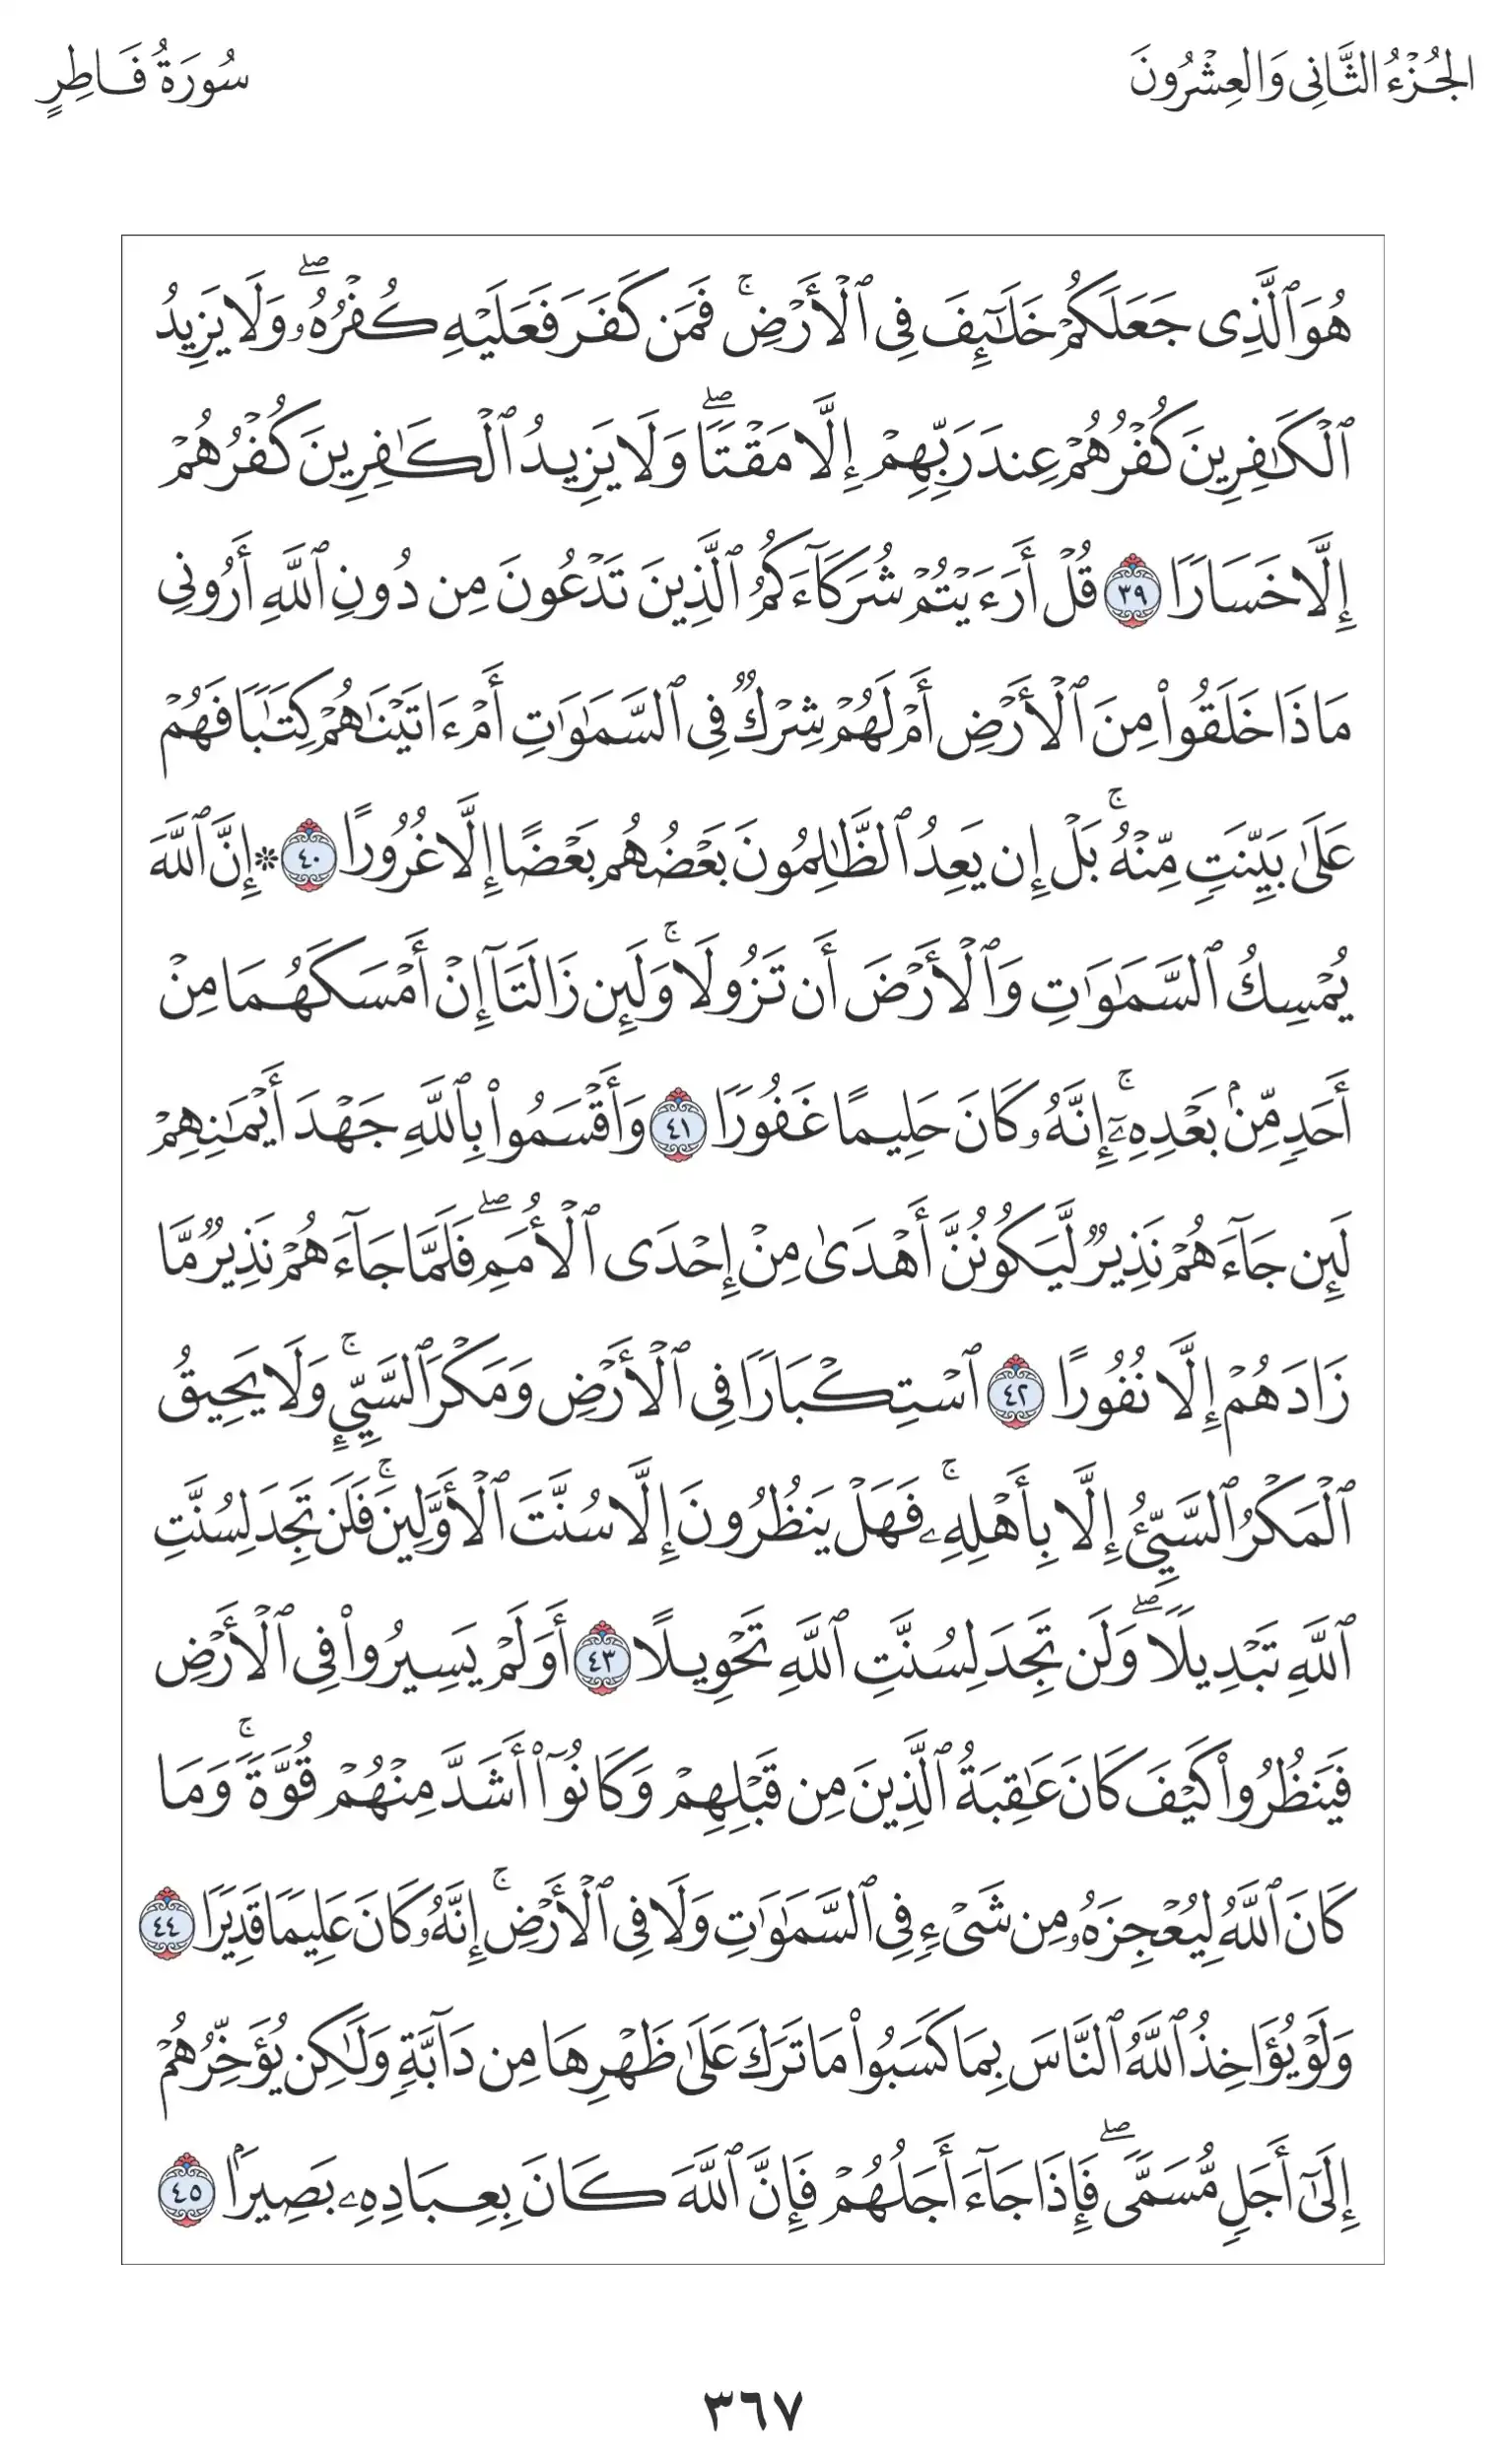 الجُزْءُ الثَّانِي وَالعِشْرُونَ
سُورَةُ فَاطِرٍ
هُوَ ٱلَّذِى جَعَلَكُمْ خَلَـٰٓئِفَ فِى ٱلْأَرْضِ ۚ فَمَن كَفَرَ فَعَلَيْهِ كُفْرُهُۥ ۖ وَلَا يَزِيدُ
ٱلْكَـٰفِرِينَ كُفْرُهُمْ عِندَ رَبِّهِمْ إِلَّا مَقْتًا ۖ وَلَا يَزِيدُ ٱلْكَـٰفِرِينَ كُفْرُهُمْ
إِلَّا خَسَارًا ٣٩ قُلْ أَرَءَيْتُمْ شُرَكَآءَكُمُ ٱلَّذِينَ تَدْعُونَ مِن دُونِ ٱللَّهِ أَرُونِى
مَاذَا خَلَقُوا۟ مِنَ ٱلْأَرْضِ أَمْ لَهُمْ شِرْكٌ فِى ٱلسَّمَـٰوَٰتِ أَمْ ءَاتَيْنَـٰهُمْ كِتَـٰبًا فَهُمْ
عَلَىٰ بَيِّنَتٍ مِّنْهُ ۚ بَلْ إِن يَعِدُ ٱلظَّـٰلِمُونَ بَعْضُهُم بَعْضًا إِلَّا غُرُورًا ٤٠ * إِنَّ ٱللَّهَ
يُمْسِكُ ٱلسَّمَـٰوَٰتِ وَٱلْأَرْضَ أَن تَزُولَا ۚ وَلَئِن زَالَتَآ إِنْ أَمْسَكَهُمَا مِنْ
أَحَدٍ مِّنۢ بَعْدِهِۦٓ ۚ إِنَّهُۥ كَانَ حَلِيمًا غَفُورًا ٤١ وَأَقْسَمُوا۟ بِٱللَّهِ جَهْدَ أَيْمَـٰنِهِمْ
لَئِن جَآءَهُمْ نَذِيرٌ لَّيَكُونُنَّ أَهْدَىٰ مِنْ إِحْدَى ٱلْأُمَمِ ۖ فَلَمَّا جَآءَهُمْ نَذِيرٌ مَّا
زَادَهُمْ إِلَّا نُفُورًا ٤٢ ٱسْتِكْبَارًا فِى ٱلْأَرْضِ وَمَكْرَ ٱلسَّيِّئِ ۚ وَلَا يَحِيقُ
ٱلْمَكْرُ ٱلسَّيِّئُ إِلَّا بِأَهْلِهِۦ ۚ فَهَلْ يَنظُرُونَ إِلَّا سُنَّتَ ٱلْأَوَّلِينَ ۚ فَلَن تَجِدَ لِسُنَّتِ
ٱللَّهِ تَبْدِيلًا ۖ وَلَن تَجِدَ لِسُنَّتِ ٱللَّهِ تَحْوِيلًا ٤٣ أَوَلَمْ يَسِيرُوا۟ فِى ٱلْأَرْضِ
فَيَنظُرُوا۟ كَيْفَ كَانَ عَـٰقِبَةُ ٱلَّذِينَ مِن قَبْلِهِمْ وَكَانُوٓا۟ أَشَدَّ مِنْهُمْ قُوَّةً ۚ وَمَا
كَانَ ٱللَّهُ لِيُعْجِزَهُۥ مِن شَىْءٍ فِى ٱلسَّمَـٰوَٰتِ وَلَا فِى ٱلْأَرْضِ ۚ إِنَّهُۥ كَانَ عَلِيمًا قَدِيرًا ٤٤
وَلَوْ يُؤَاخِذُ ٱللَّهُ ٱلنَّاسَ بِمَا كَسَبُوا۟ مَا تَرَكَ عَلَىٰ ظَهْرِهَا مِن دَآبَّةٍ وَلَـٰكِن يُؤَخِّرُهُمْ
إِلَىٰٓ أَجَلٍ مُّسَمًّى ۖ فَإِذَا جَآءَ أَجَلُهُمْ فَإِنَّ ٱللَّهَ كَانَ بِعِبَادِهِۦ بَصِيرًۢا ٤٥
٣٦٧